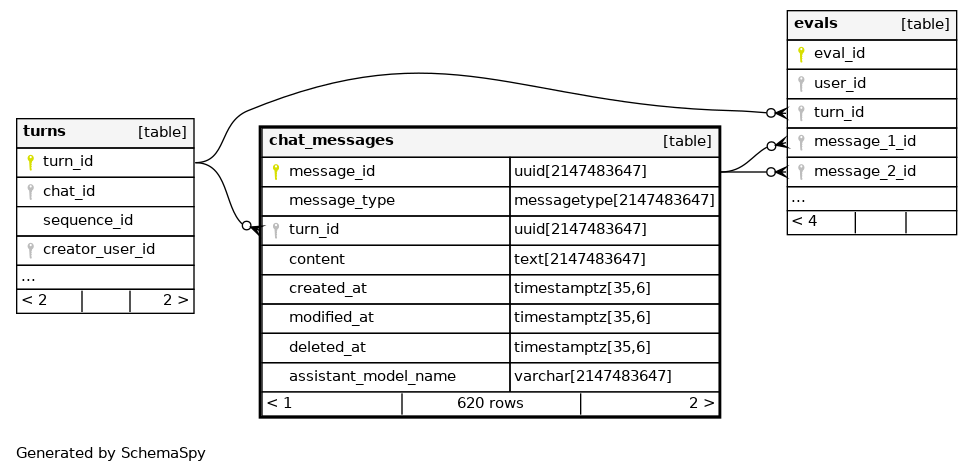 evals [table]
eval_id
user_id
turn_id
message_1_id
message_2_id
...
< 4
turns [table]
turn_id
chat_id
sequence_id
creator_user_id
...
< 2 2 >
chat_messages [table]
message_id uuid[2147483647]
message_type messagetype[2147483647]
turn_id uuid[2147483647]
content text[2147483647]
created_at timestamptz[35,6]
modified_at timestamptz[35,6]
deleted_at timestamptz[35,6]
assistant_model_name varchar[2147483647]
< 1 620 rows 2 >
Generated by SchemaSpy